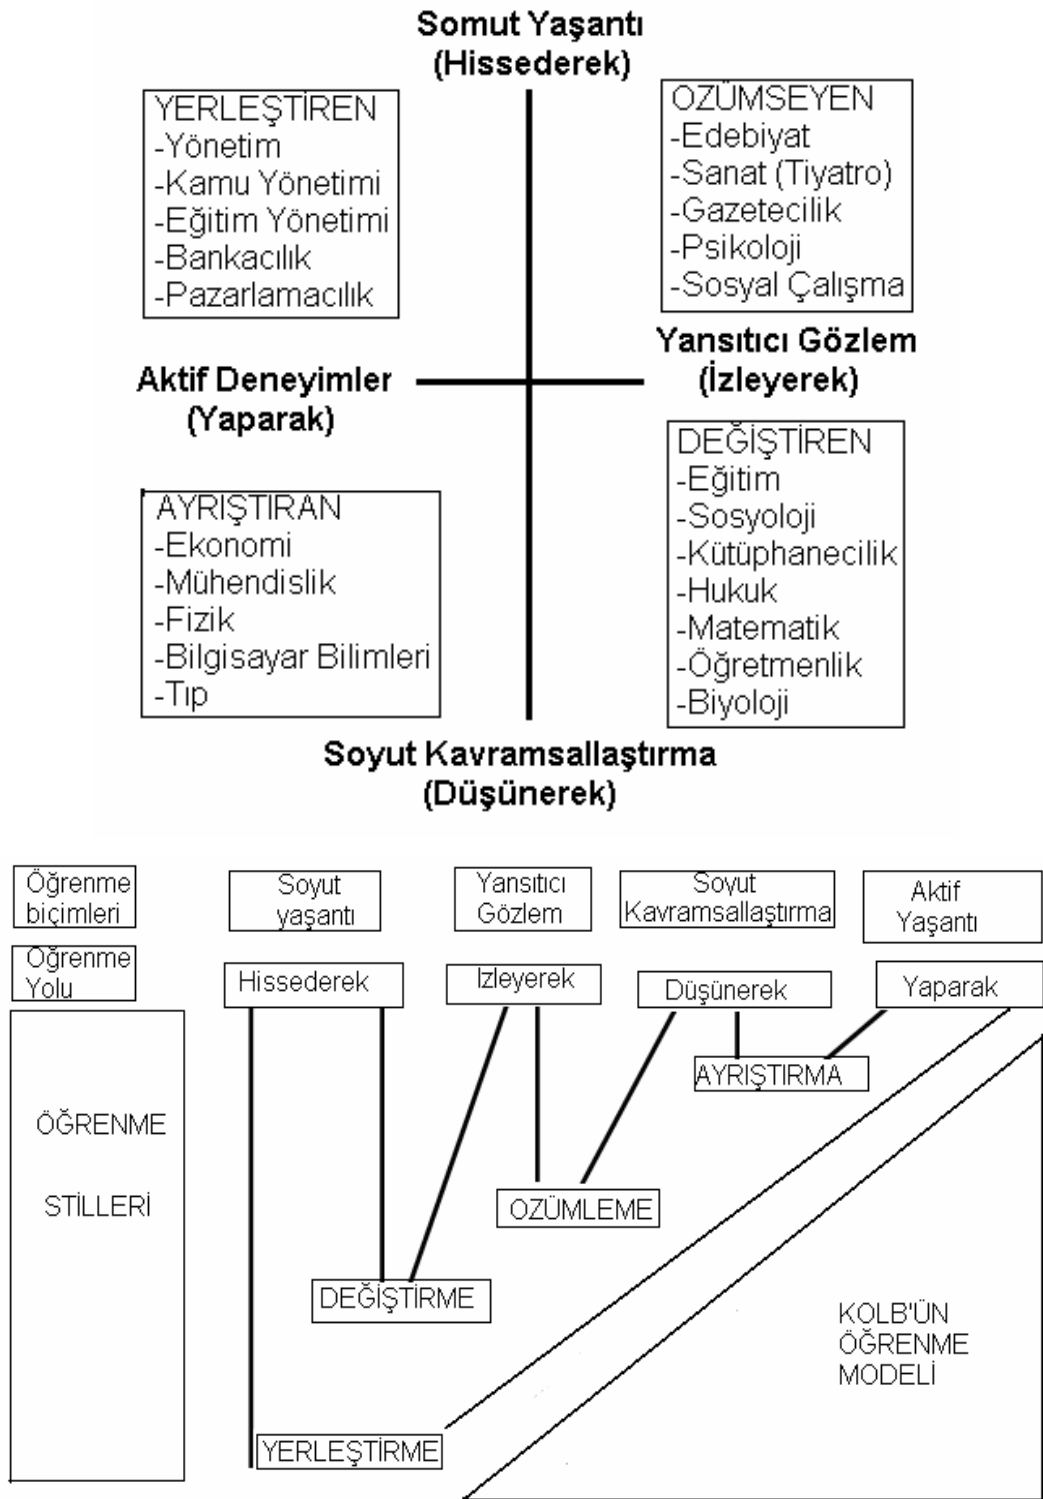 Somut Yaşantı
(Hissederek)
YERLEŞTİREN
-Yönetim
-Kamu Yönetimi
-Eğitim Yönetimi
-Bankacılık
-Pazarlamacılık
OZÜMSEYEN
-Edebiyat
-Sanat (Tiyatro)
-Gazetecilik
-Psikoloji
-Sosyal Çalışma
Aktif Deneyimler
(Yaparak)
Yansıtıcı Gözlem
(İzleyerek)
AYRIŞTIRAN
-Ekonomi
-Mühendislik
-Fizik
-Bilgisayar Bilimleri
-Tıp
DEĞİŞTİREN
-Eğitim
-Sosyoloji
-Kütüphanecilik
-Hukuk
-Matematik
-Öğretmenlik
-Biyoloji
Soyut Kavramsallaştırma
(Düşünerek)
Öğrenme
biçimleri
Soyut
yaşantı
Yansıtıcı
Gözlem
Soyut
Kavramsallaştırma
Aktif
Yaşantı
Oğrenme
Yolu
Hissederek
Izleyerek
Düşünerek
Yaparak
ÖĞRENME
STİLLERİ
AYRIŞTIRMA
OZÜMLEME
DEĞİŞTİRME
YERLEŞTİRME
KOLB'ÜN
ÖĞRENME
MODELİ